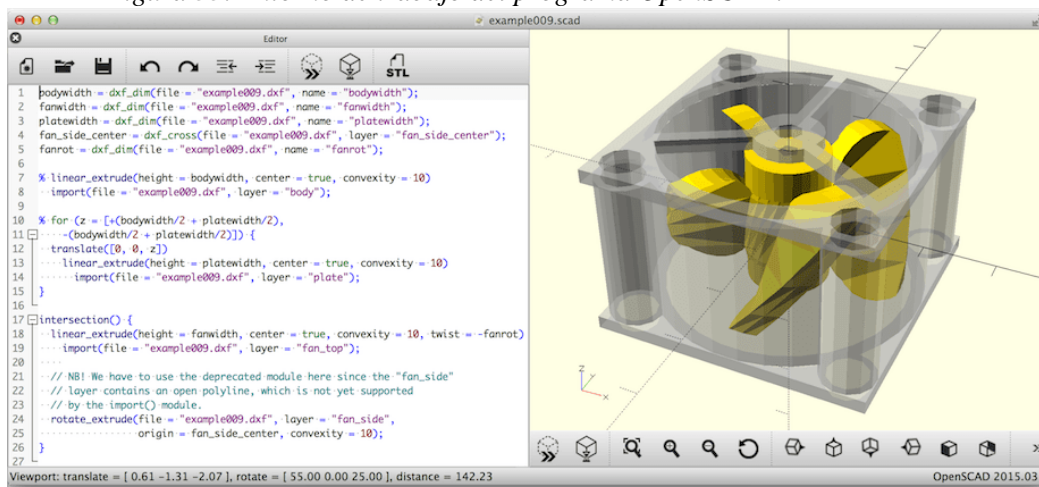 example009.scad
Editor
STL
1 bodywidth = dxf_dim(file = "example009.dxf", name = "bodywidth");
2 fanwidth = dxf_dim(file = "example009.dxf", name = "fanwidth");
3 platewidth = dxf_dim(file = "example009.dxf", name = "platewidth");
4 fan_side_center = dxf_cross(file = "example009.dxf", layer = "fan_side_center");
5 fanrot = dxf_dim(file = "example009.dxf", name = "fanrot");
6
7 % linear_extrude(height = bodywidth, center = true, convexity = 10)
8 import(file = "example009.dxf", layer = "body");
9
10 % for (z = [+(bodywidth/2 + platewidth/2),
11 -(bodywidth/2 + platewidth/2)]) {
12 translate([0, 0, z])
13 linear_extrude(height = platewidth, center = true, convexity = 10)
14 import(file = "example009.dxf", layer = "plate");
15 }
16
17 intersection() {
18 linear_extrude(height = fanwidth, center = true, convexity = 10, twist = -fanrot)
19 import(file = "example009.dxf", layer = "fan_top");
20
21 // NB! We have to use the deprecated module here since the "fan_side"
22 // layer contains an open polyline, which is not yet supported
23 // by the import() module.
24 rotate_extrude(file = "example009.dxf", layer = "fan_side",
25 origin = fan_side_center, convexity = 10);
26 }
27
z
y
x
Viewport: translate = [ 0.61 -1.31 -2.07 ], rotate = [ 55.00 0.00 25.00 ], distance = 142.23
OpenSCAD 2015.03